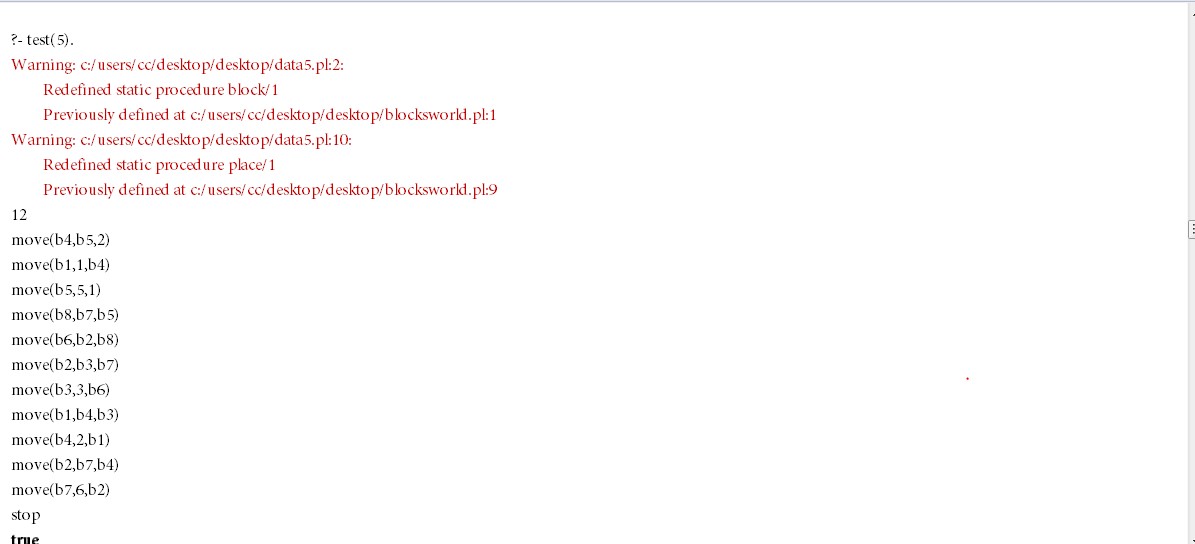 ?- test(5).
Warning: c:/users/cc/desktop/desktop/data5.pl:2:
Redefined static procedure block/1
Previously defined at c:/users/cc/desktop/desktop/blocksworld.pl:1
Warning: c:/users/cc/desktop/desktop/data5.pl:10:
Redefined static procedure place/1
Previously defined at c:/users/cc/desktop/desktop/blocksworld.pl:9
12
move(b4,b5,2)
move(b1,1,b4)
move(b5,5,1)
move(b8,b7,b5)
move(b6,b2,b8)
move(b2,b3,b7)
move(b3,3,b6)
move(b1,b4,b3)
move(b4,2,b1)
move(b2,b7,b4)
move(b7,6,b2)
stop
true